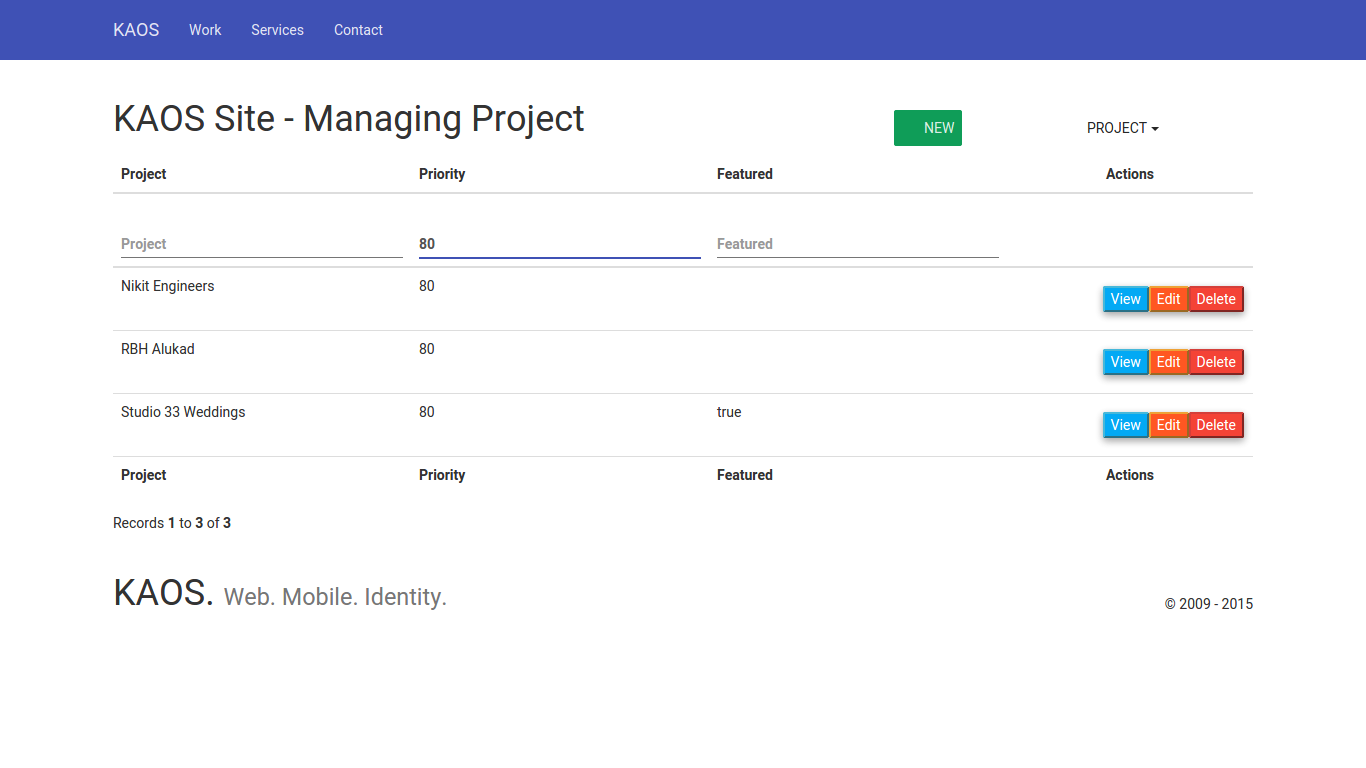 KAOS Work Services Contact
KAOS Site - Managing Project NEW PROJECT
Project Priority Featured Actions
Project 80 Featured
Nikit Engineers 80 View Edit Delete
RBH Alukad 80 View Edit Delete
Studio 33 Weddings 80 true View Edit Delete
Project Priority Featured Actions
Records 1 to 3 of 3
KAOS. Web. Mobile. Identity. © 2009 - 2015